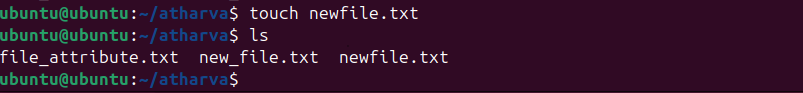 ubuntu@ubuntu:~/atharva$ touch newfile.txt
ubuntu@ubuntu:~/atharva$ ls
file_attribute.txt  new_file.txt  newfile.txt
ubuntu@ubuntu:~/atharva$